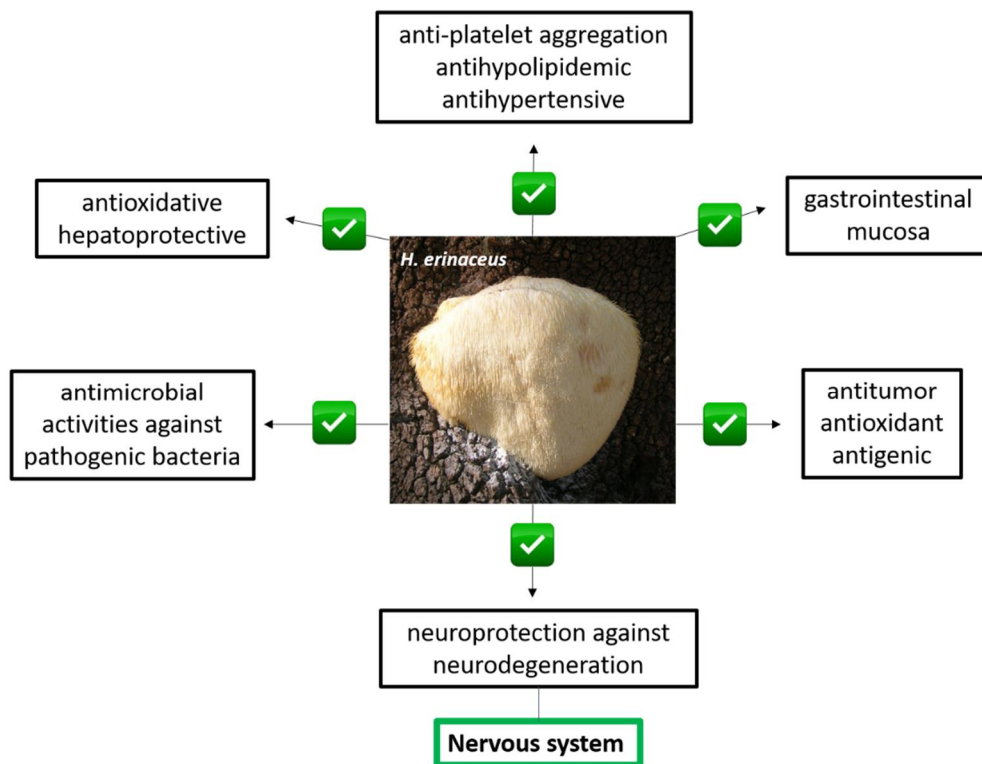 anti-platelet aggregation
antihypolipidemic
antihypertensive
antioxidative
hepatoprotective
gastrointestinal
mucosa
H. erinaceus
antimicrobial
activities against
pathogenic bacteria
antitumor
antioxidant
antigenic
neuroprotection against
neurodegeneration
Nervous system